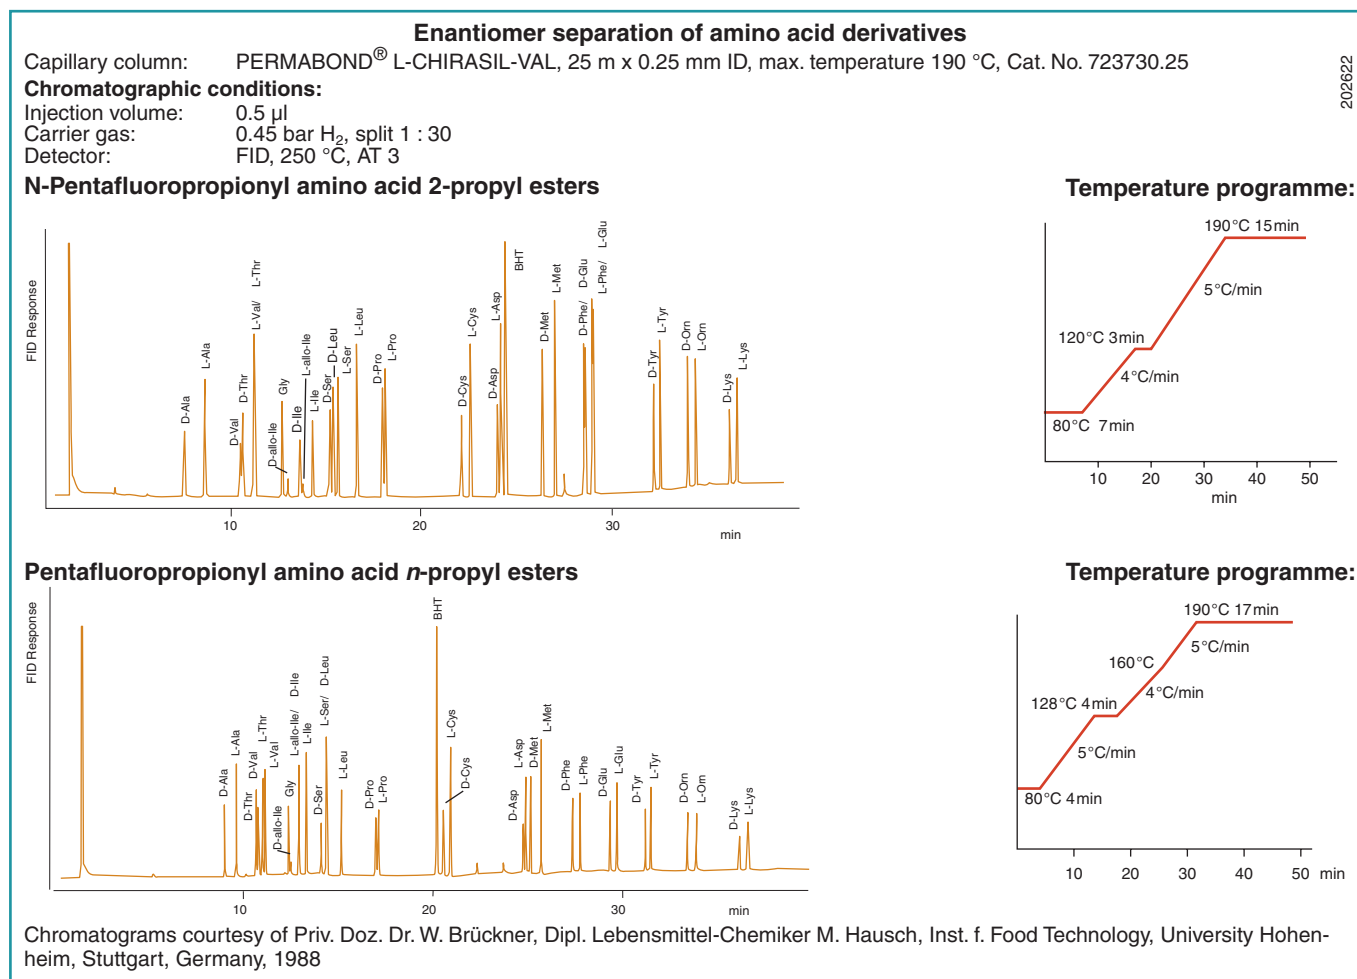 Enantiomer separation of amino acid derivatives
Capillary column: PERMABOND® L-CHIRASIL-VAL, 25 m x 0.25 mm ID, max. temperature 190 °C, Cat. No. 723730.25
202622
Chromatographic conditions:
Injection volume: 0.5 µl
Carrier gas: 0.45 bar H₂, split 1 : 30
Detector: FID, 250 °C, AT 3
N-Pentafluoropropionyl amino acid 2-propyl esters
FID Response
D-Ala
L-Ala
D-Val
D-Thr
L-Val/ L-Thr
D-allo-Ile
Gly
D-Ile
L-allo-Ile
L-Ile
D-Ser
D-Leu
L-Ser
L-Leu
D-Pro
L-Pro
D-Cys
L-Cys
D-Asp
L-Asp
BHT
D-Met
L-Met
D-Phe/ D-Glu
L-Phe/ L-Glu
D-Tyr
L-Tyr
D-Orn
L-Orn
D-Lys
L-Lys
10 20 30
min
Temperature programme:
190°C 15min
5°C/min
120°C 3min
4°C/min
80°C 7min
10 20 30 40 50
min
Pentafluoropropionyl amino acid n-propyl esters
FID Response
D-Ala
L-Ala
D-Thr
D-Val
L-Thr
L-Val
D-allo-Ile
Gly
L-allo-Ile/ D-Ile
L-Ile
D-Ser
L-Ser/ D-Leu
L-Leu
D-Pro
L-Pro
BHT
L-Cys
D-Cys
D-Asp
L-Asp
D-Met
L-Met
D-Phe
L-Phe
D-Glu
L-Glu
D-Tyr
L-Tyr
D-Orn
L-Orn
D-Lys
L-Lys
10 20 30 min
Temperature programme:
190°C 17min
5°C/min
160°C
4°C/min
128°C 4min
5°C/min
80°C 4min
10 20 30 40 50 min
Chromatograms courtesy of Priv. Doz. Dr. W. Brückner, Dipl. Lebensmittel-Chemiker M. Hausch, Inst. f. Food Technology, University Hohen-
heim, Stuttgart, Germany, 1988